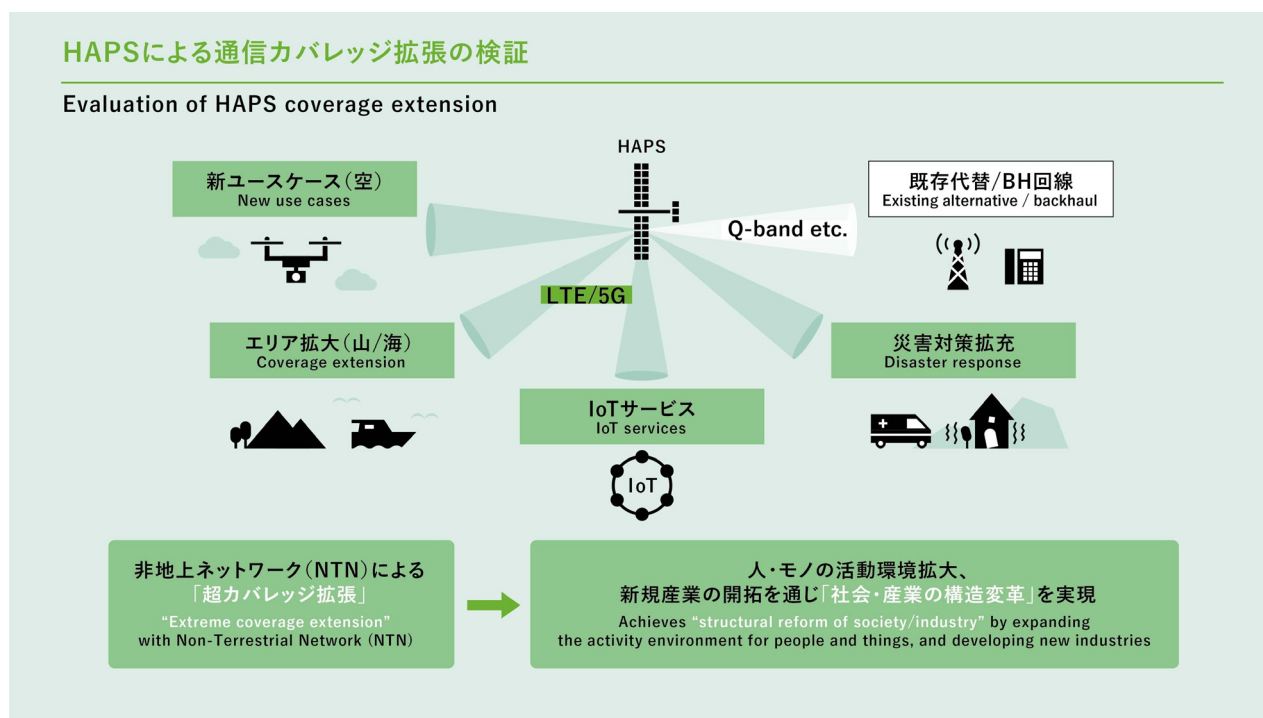 HAPSによる通信カバレッジ拡張の検証
Evaluation of HAPS coverage extension
HAPS
新ユースケース（空）
New use cases
既存代替/BH回線
Existing alternative / backhaul
Q-band etc.
LTE/5G
エリア拡大（山/海）
Coverage extension
災害対策拡充
Disaster response
IoTサービス
IoT services
IoT
非地上ネットワーク（NTN）による
「超カバレッジ拡張」
“Extreme coverage extension”
with Non-Terrestrial Network (NTN)
人・モノの活動環境拡大、
新規産業の開拓を通じ「社会・産業の構造変革」を実現
Achieves “structural reform of society/industry” by expanding
the activity environment for people and things, and developing new industries